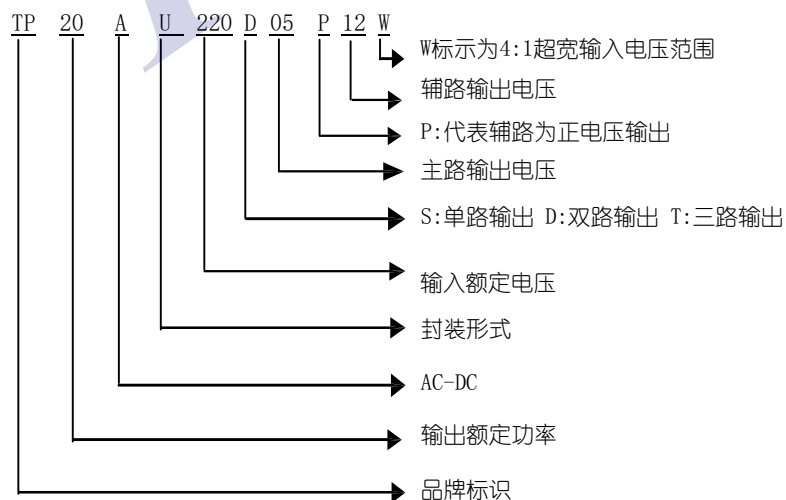 TP 20 A U 220 D 05 P 12 W
W标示为4:1超宽输入电压范围
辅路输出电压
P:代表辅路为正电压输出
主路输出电压
S:单路输出 D:双路输出 T:三路输出
输入额定电压
封装形式
AC-DC
输出额定功率
品牌标识